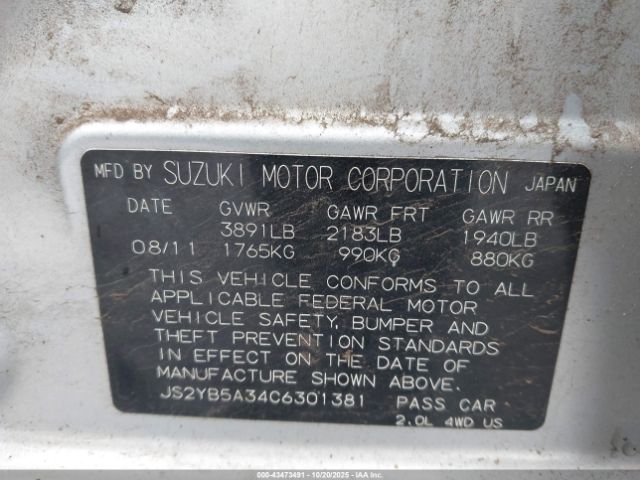 MFD BY SUZUKI MOTOR CORPORATION JAPAN
DATE GVWR GAWR FRT GAWR RR
3891LB 2183LB 1940LB
08/11 1765KG 990KG 880KG
THIS VEHICLE CONFORMS TO ALL
APPLICABLE FEDERAL MOTOR
VEHICLE SAFETY, BUMPER AND
THEFT PREVENTION STANDARDS
IN EFFECT ON THE DATE OF
MANUFACTURE SHOWN ABOVE.
JS2YB5A34C6301381 PASS CAR
2.0L 4WD US
000-43473491 - 10/20/2025 - IAAI.COM